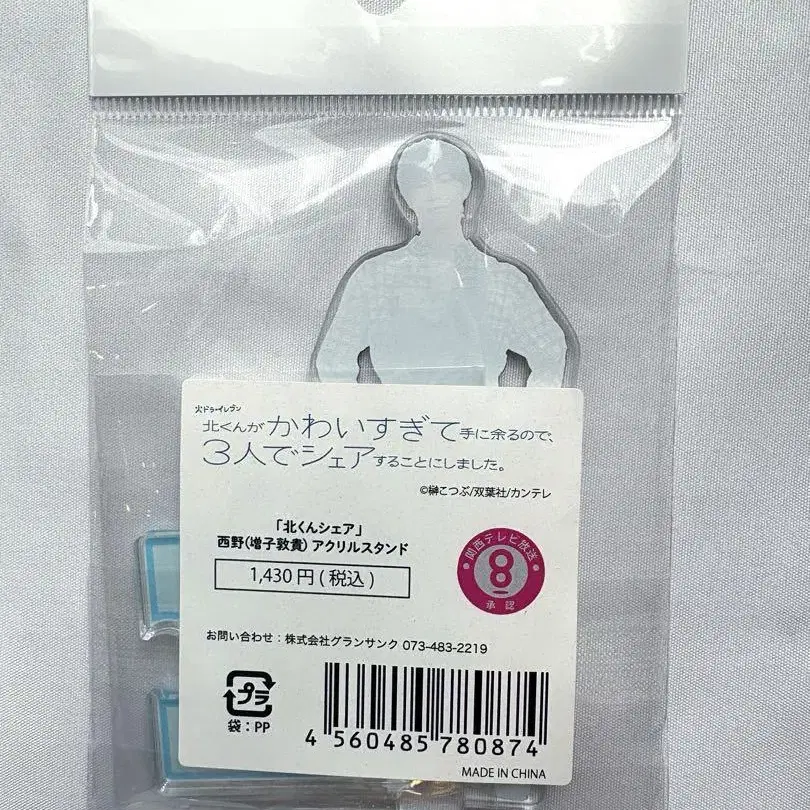 火ドラ★イレブン
北くんがかわいすぎて手に余るので、
3人でシェアすることにしました。
©榊こつぶ/双葉社/カンテレ
「北くんシェア」
西野(増子敦貴) アクリルスタンド
1,430円(税込)
関西テレビ放送
8
承認
お問い合わせ：株式会社グランサンク 073-483-2219
プラ
袋：PP
4 560485 780874
MADE IN CHINA